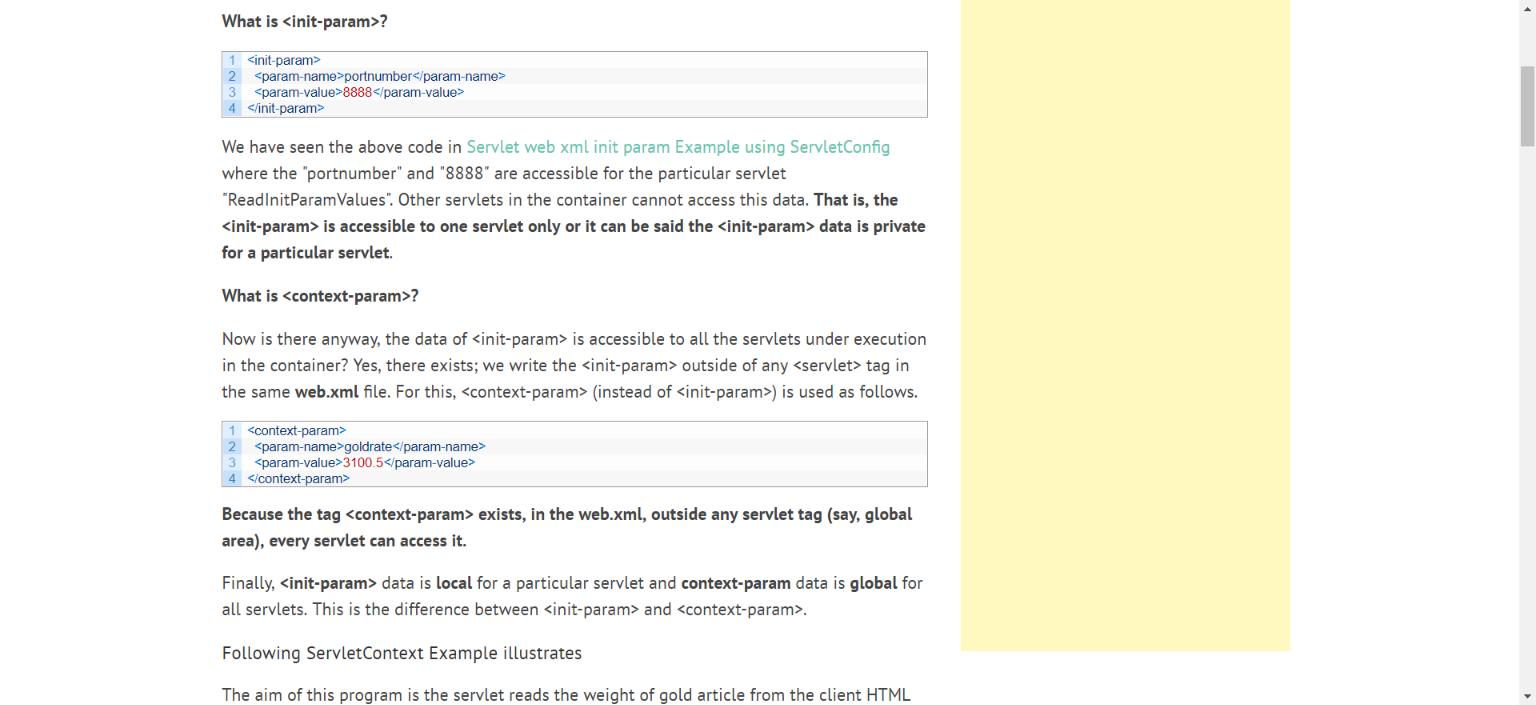 What is <init-param>?
1 <init-param>
2 <param-name>portnumber</param-name>
3 <param-value>8888</param-value>
4 </init-param>
We have seen the above code in Servlet web xml init param Example using ServletConfig
where the "portnumber" and "8888" are accessible for the particular servlet
"ReadInitParamValues". Other servlets in the container cannot access this data. That is, the
<init-param> is accessible to one servlet only or it can be said the <init-param> data is private
for a particular servlet.
What is <context-param>?
Now is there anyway, the data of <init-param> is accessible to all the servlets under execution
in the container? Yes, there exists; we write the <init-param> outside of any <servlet> tag in
the same web.xml file. For this, <context-param> (instead of <init-param>) is used as follows.
1 <context-param>
2 <param-name>goldrate</param-name>
3 <param-value>3100.5</param-value>
4 </context-param>
Because the tag <context-param> exists, in the web.xml, outside any servlet tag (say, global
area), every servlet can access it.
Finally, <init-param> data is local for a particular servlet and context-param data is global for
all servlets. This is the difference between <init-param> and <context-param>.
Following ServletContext Example illustrates
The aim of this program is the servlet reads the weight of gold article from the client HTML